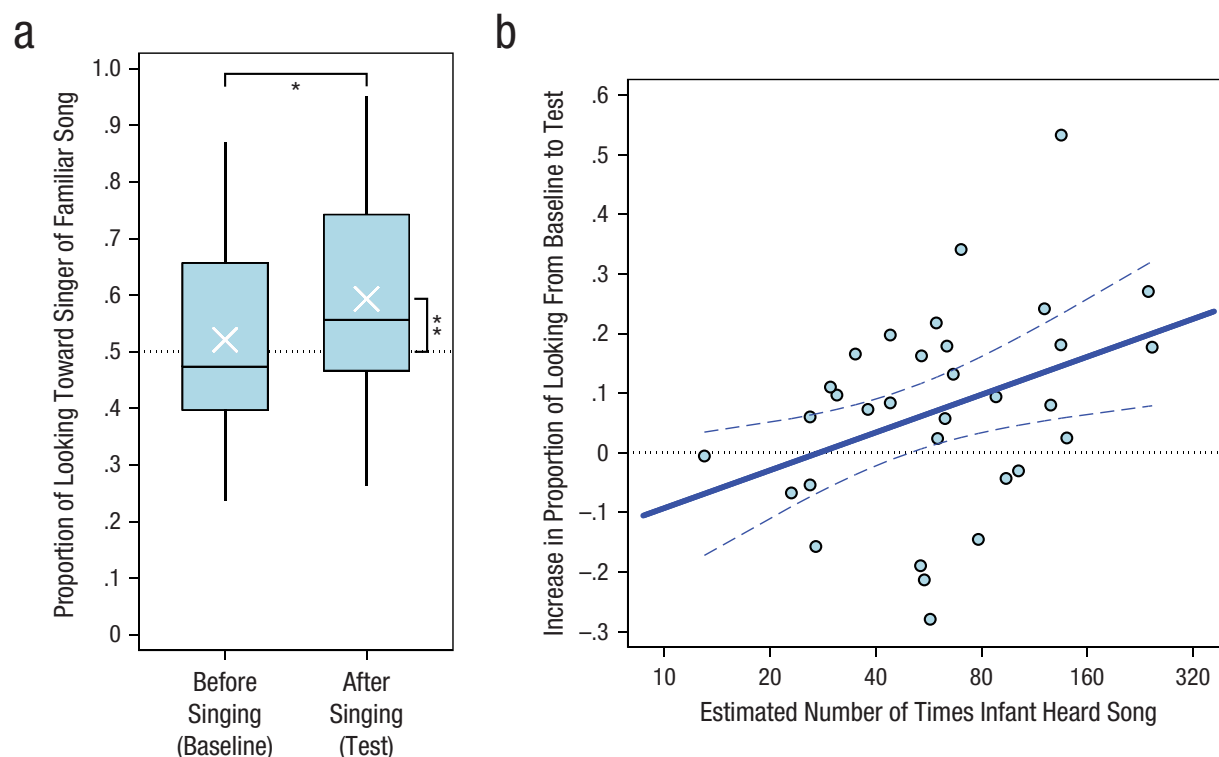 a
Proportion of Looking Toward Singer of Familiar Song
1.0
.9
.8
.7
.6
.5
.4
.3
.2
.1
0
*
**
Before
Singing
(Baseline)
After
Singing
(Test)
b
Increase in Proportion of Looking From Baseline to Test
.6
.5
.4
.3
.2
.1
0
–.1
–.2
–.3
10
20
40
80
160
320
Estimated Number of Times Infant Heard Song